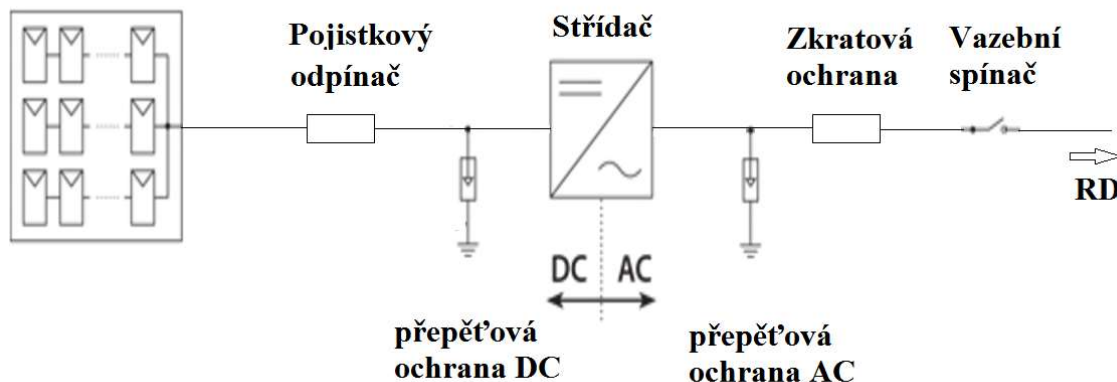 Pojistkový
odpínač
Střídač
Zkratová
ochrana
Vazební
spínač
RD
DC AC
přepěťová
ochrana DC
přepěťová
ochrana AC